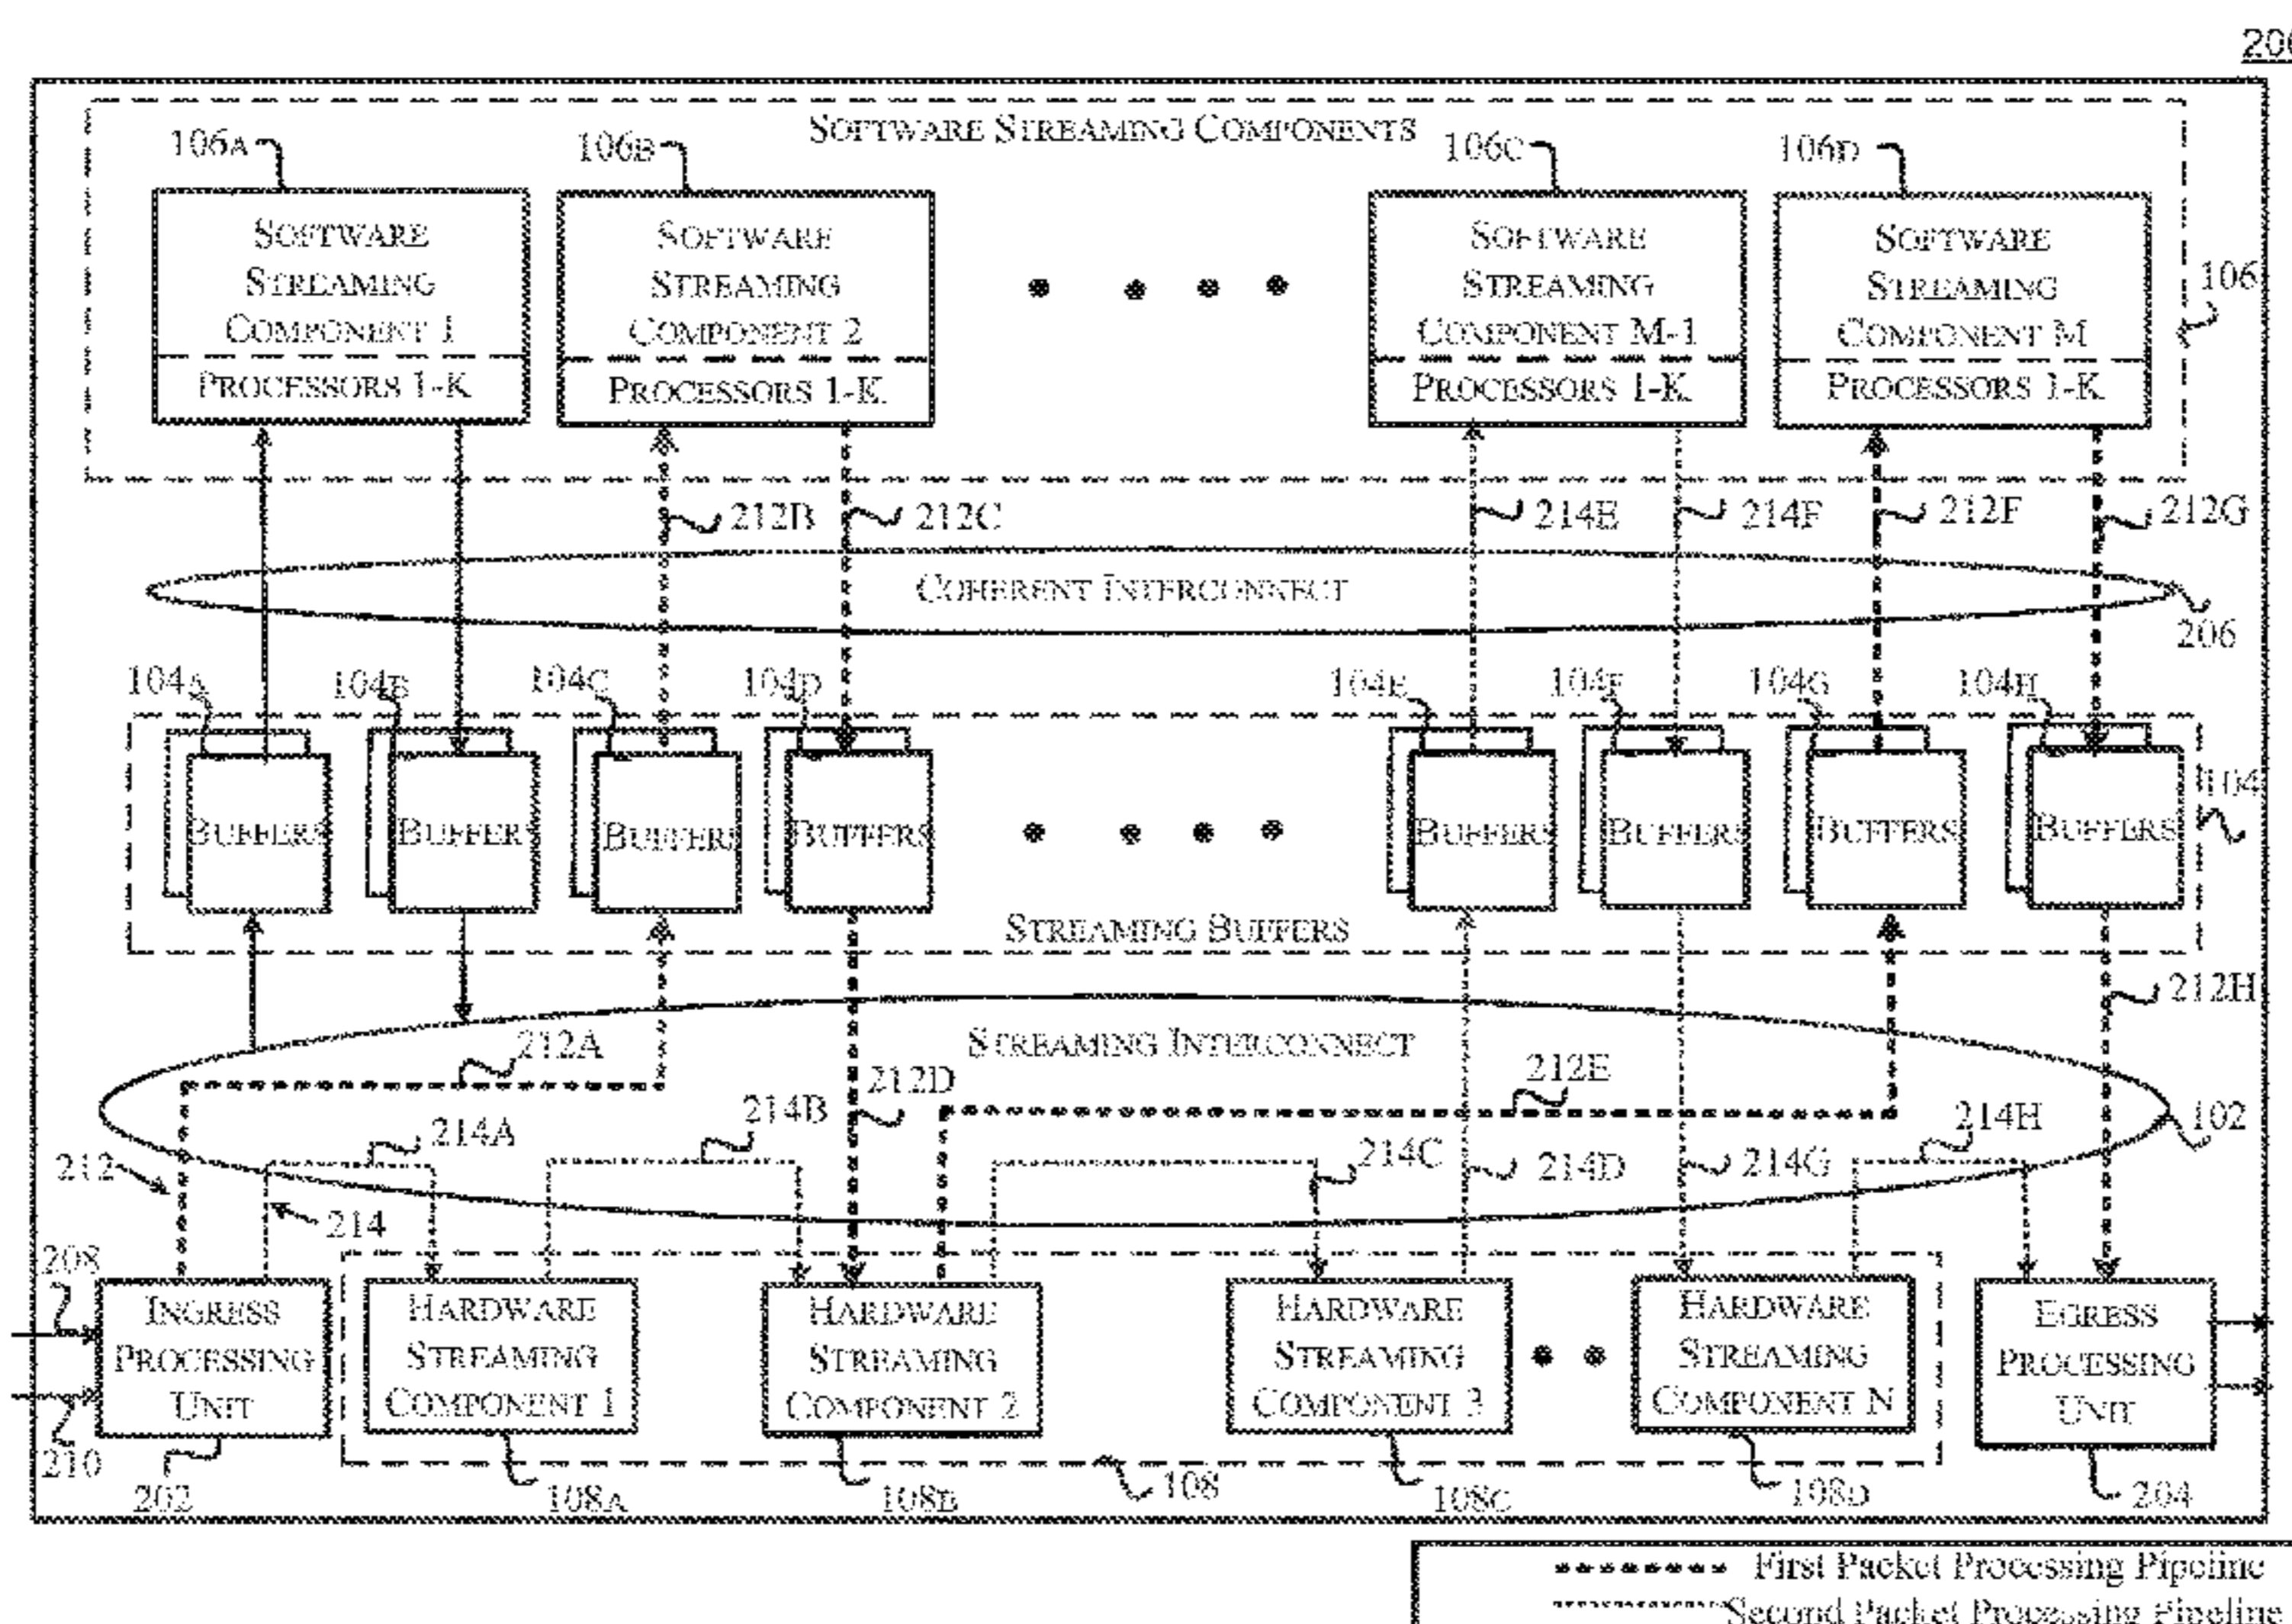 200
SOFTWARE STREAMING COMPONENTS
106A
106B
106C
106D
SOFTWARE
STREAMING
COMPONENT 1
PROCESSORS 1-K
SOFTWARE
STREAMING
COMPONENT 2
PROCESSORS 1-K
SOFTWARE
STREAMING
COMPONENT M-1
PROCESSORS 1-K
SOFTWARE
STREAMING
COMPONENT M
PROCESSORS 1-K
106
212B
212C
214E
214F
212F
212G
COHERENT INTERCONNECT
206
104A
104B
104C
104D
104E
104F
104G
104H
BUFFERS
BUFFERS
BUFFERS
BUFFERS
BUFFERS
BUFFERS
BUFFERS
BUFFERS
104
STREAMING BUFFERS
212H
STREAMING INTERCONNECT
212A
212D
212E
214A
214B
214C
214D
214G
214H
102
212
214
208
210
INGRESS
PROCESSING
UNIT
HARDWARE
STREAMING
COMPONENT 1
HARDWARE
STREAMING
COMPONENT 2
HARDWARE
STREAMING
COMPONENT 3
HARDWARE
STREAMING
COMPONENT N
EGRESS
PROCESSING
UNIT
202
108A
108B
108
108C
108D
204
First Packet Processing Pipeline
Second Packet Processing Pipeline